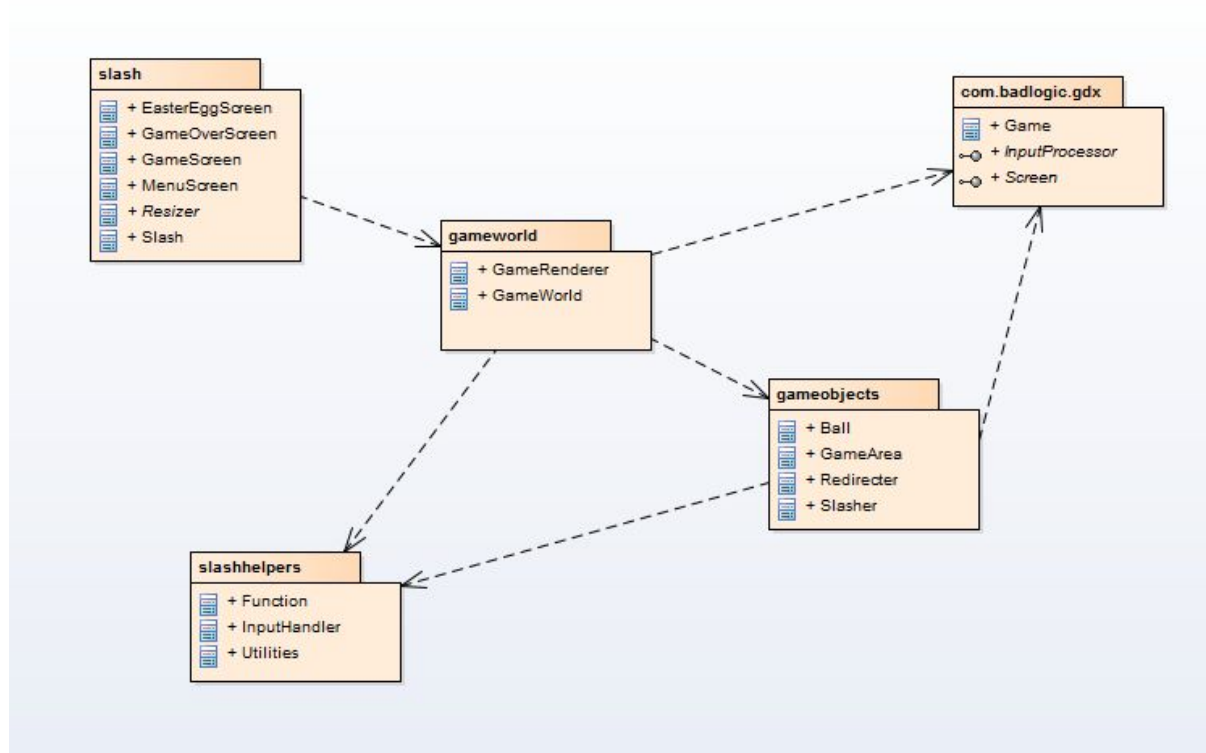 slash
+ EasterEggScreen
+ GameOverScreen
+ GameScreen
+ MenuScreen
+ Resizer
+ Slash
com.badlogic.gdx
+ Game
+ InputProcessor
+ Screen
gameworld
+ GameRenderer
+ GameWorld
gameobjects
+ Ball
+ GameArea
+ Redirecter
+ Slasher
slashhelpers
+ Function
+ InputHandler
+ Utilities